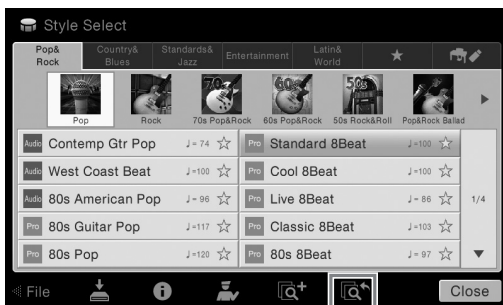 Style Select
Pop& Rock
Country& Blues
Standards& Jazz
Entertainment
Latin& World
Pop
Rock
70s Pop&Rock
60s Pop&Rock
50s Rock&Roll
Pop&Rock Ballad
Audio Contemp Gtr Pop ♩= 74
Pro Standard 8Beat ♩=100
Audio West Coast Beat ♩=100
Pro Cool 8Beat ♩=100
Audio 80s American Pop ♩= 96
Pro Live 8Beat ♩= 86
1/4
Pro 80s Guitar Pop ♩=117
Pro Classic 8Beat ♩=103
Pro 80s Pop ♩=120
Pro 80s 8Beat ♩= 97
File
Close